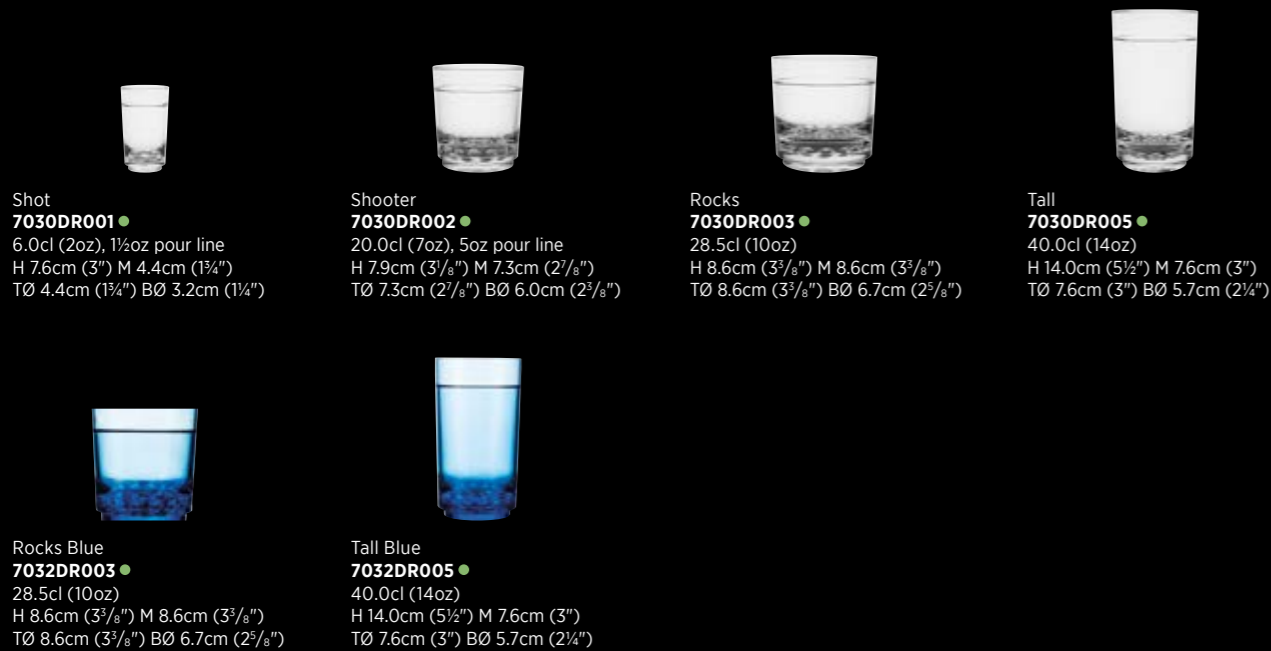 Shot
7030DR001
6.0cl (2oz), 1½oz pour line
H 7.6cm (3") M 4.4cm (1¾")
TØ 4.4cm (1¾") BØ 3.2cm (1¼")
Shooter
7030DR002
20.0cl (7oz), 5oz pour line
H 7.9cm (3¹/₈") M 7.3cm (2⁷/₈")
TØ 7.3cm (2⁷/₈") BØ 6.0cm (2³/₈")
Rocks
7030DR003
28.5cl (10oz)
H 8.6cm (3³/₈") M 8.6cm (3³/₈")
TØ 8.6cm (3³/₈") BØ 6.7cm (2⁵/₈")
Tall
7030DR005
40.0cl (14oz)
H 14.0cm (5½") M 7.6cm (3")
TØ 7.6cm (3") BØ 5.7cm (2¼")
Rocks Blue
7032DR003
28.5cl (10oz)
H 8.6cm (3³/₈") M 8.6cm (3³/₈")
TØ 8.6cm (3³/₈") BØ 6.7cm (2⁵/₈")
Tall Blue
7032DR005
40.0cl (14oz)
H 14.0cm (5½") M 7.6cm (3")
TØ 7.6cm (3") BØ 5.7cm (2¼")